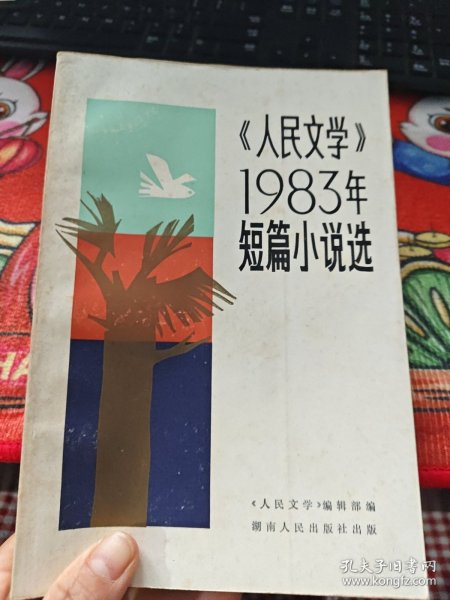 《人民文学》
1983年
短篇小说选
《人民文学》编辑部编
湖南人民出版社出版
HA
孔夫子旧书网
www.kongfz.com